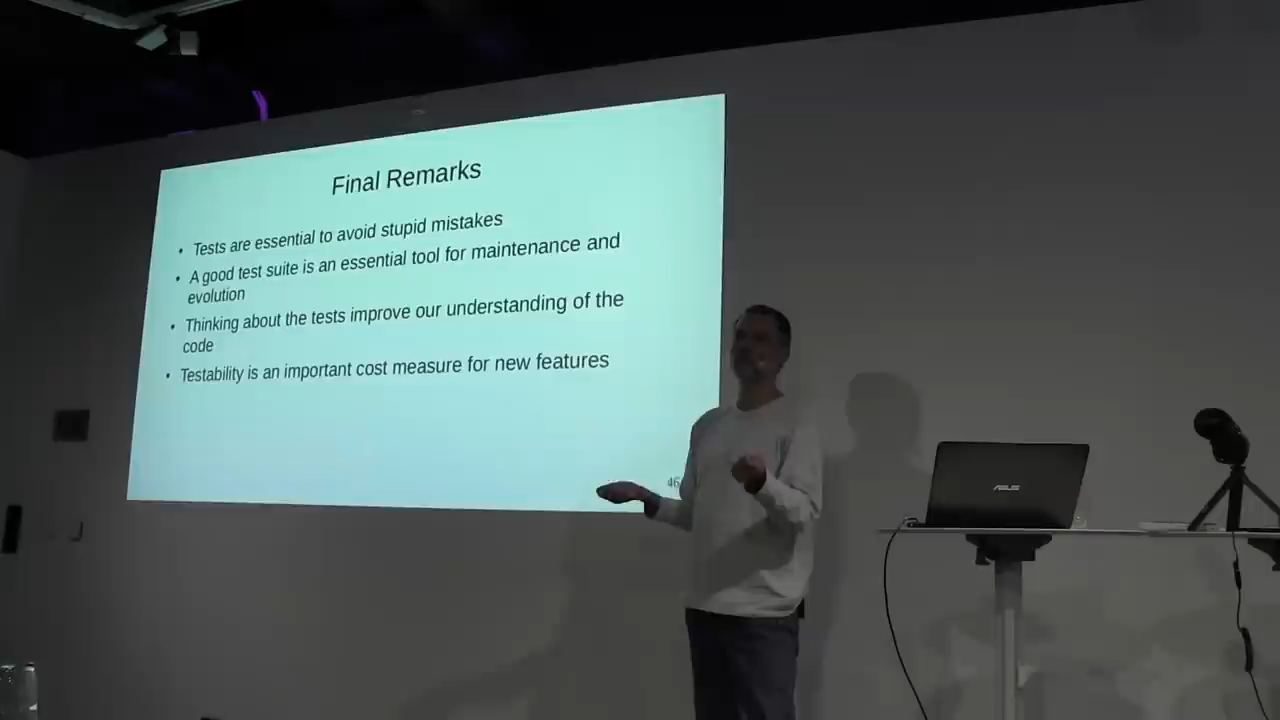 Final Remarks
• Tests are essential to avoid stupid mistakes
• A good test suite is an essential tool for maintenance and
evolution
• Thinking about the tests improve our understanding of the
code
• Testability is an important cost measure for new features
46
ASUS